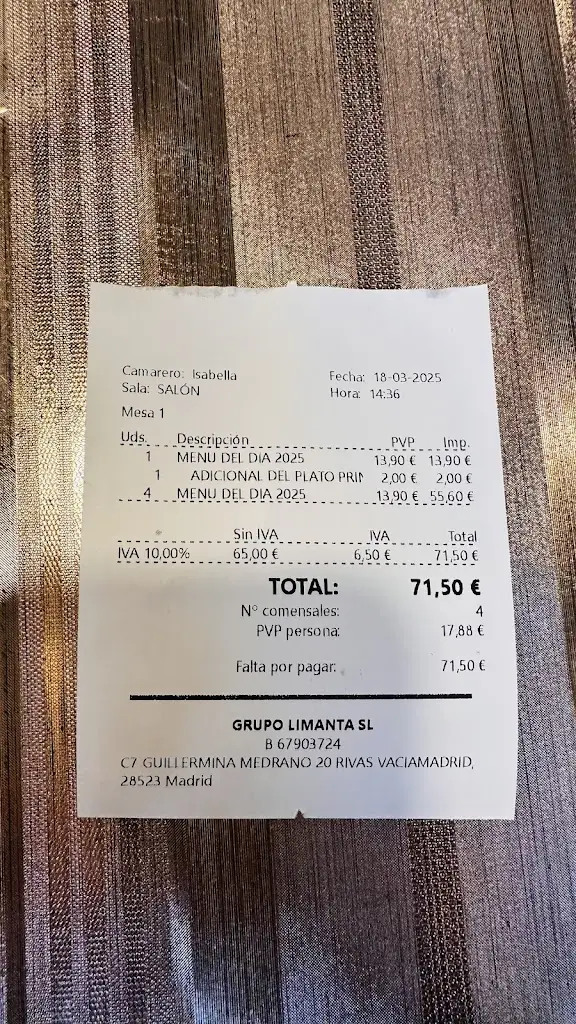 Camarero: Isabella Fecha: 18-03-2025
Sala: SALÓN Hora: 14:36
Mesa 1
Uds. Descripción PVP Imp.
1 MENU DEL DIA 2025 13,90 € 13,90 €
1 ADICIONAL DEL PLATO PRIN 2,00 € 2,00 €
4 MENU DEL DIA 2025 13,90 € 55,60 €
Sin IVA IVA Total
IVA 10,00% 65,00 € 6,50 € 71,50 €
TOTAL: 71,50 €
Nº comensales: 4
PVP persona: 17,88 €
Falta por pagar: 71,50 €
GRUPO LIMANTA SL
B 67903724
C7 GUILLERMINA MEDRANO 20 RIVAS VACIAMADRID,
28523 Madrid